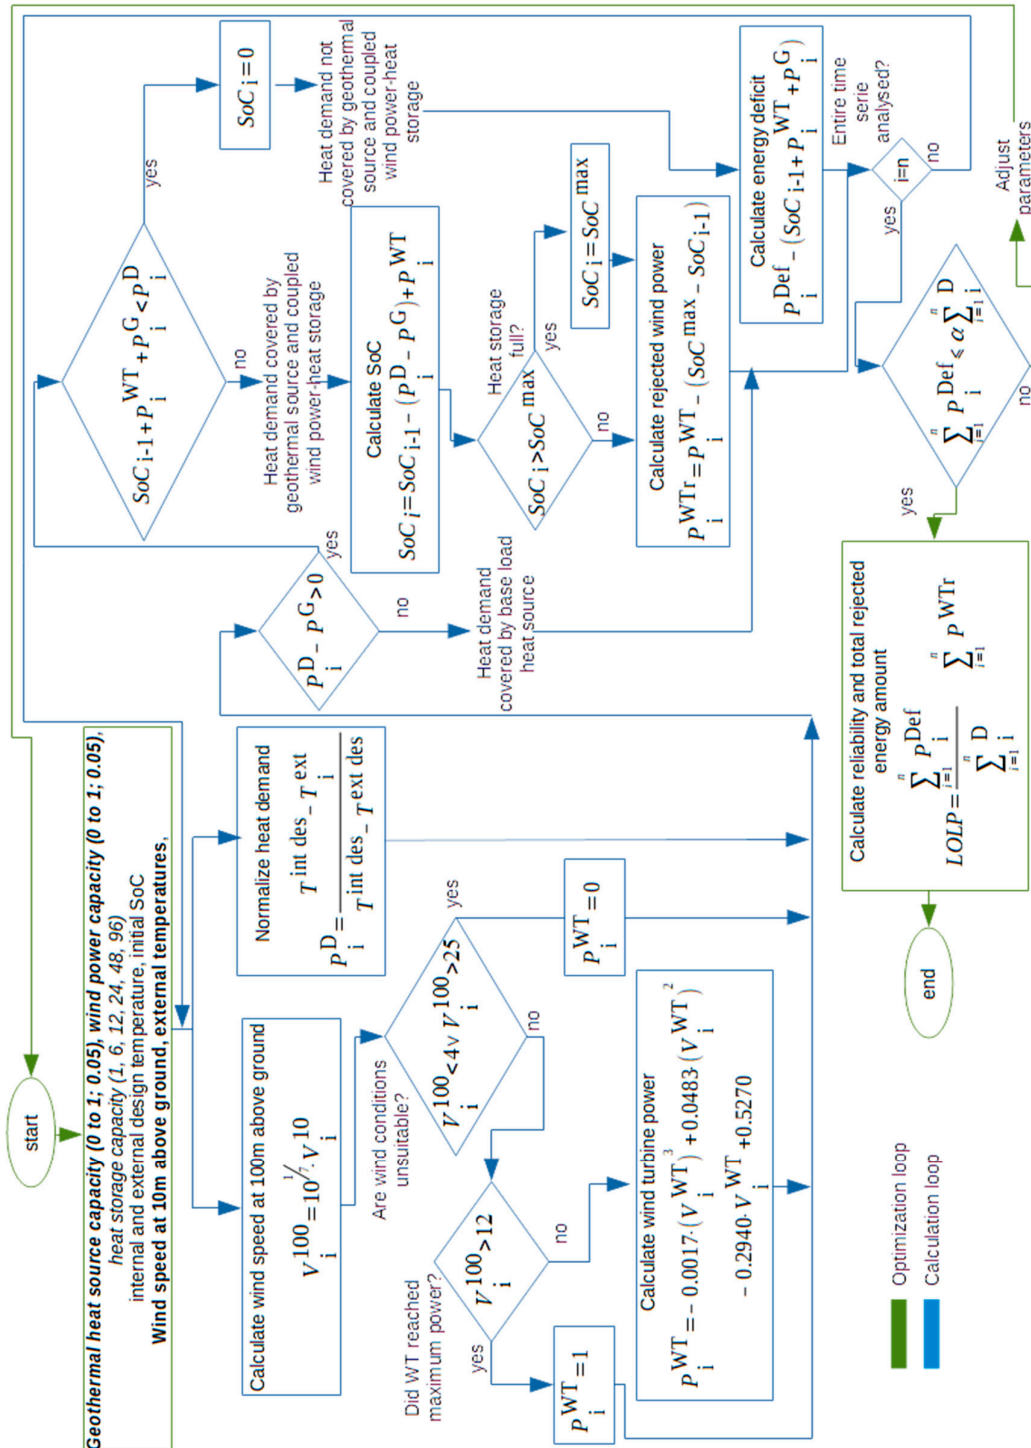 start
Geothermal heat source capacity (0 to 1; 0.05), wind power capacity (0 to 1; 0.05),
heat storage capacity (1, 6, 12, 24, 48, 96)
internal and external design temperature, initial SoC
Wind speed at 10m above ground, external temperatures,
Calculate wind speed at 100m above ground
V_i^100 = 10^(1/7) · V_i^10
Normalize heat demand
P_i^D = (T^int des − T_i^ext) / (T^int des − T^ext des)
Are wind conditions
unsuitable?
V_i^100 < 4 ∨ V_i^100 > 25
yes
no
P_i^WT = 0
Did WT reached
maximum power?
V_i^100 > 12
yes
no
P_i^WT = 1
Calculate wind turbine power
P_i^WT = − 0.0017·(V_i^WT)^3 + 0.0483·(V_i^WT)^2
− 0.2940· V_i^WT + 0.5270
P_i^D − P^G > 0
yes
no
Heat demand
covered by base load
heat source
SoC_i-1 + P_i^WT + P^G < P_i^D
yes
no
SoC_i = 0
Heat demand not
covered by geothermal
source and coupled
wind power-heat
storage
Heat demand covered by
geothermal source and coupled
wind power-heat storage
Calculate SoC
SoC_i = SoC_i-1 − (P_i^D − P^G) + P_i^WT
Heat storage
full?
SoC_i > SoC^max
yes
no
SoC_i = SoC^max
Calculate rejected wind power
P_i^WTr = P_i^WT − (SoC^max − SoC_i-1)
Calculate energy deficit
P_i^Def − (SoC_i-1 + P_i^WT + P_i^G)
Entire time
serie
analysed?
i=n
yes
no
∑_{i=1}^n P_i^Def ⩽ α ∑_{i=1}^n D_i
yes
no
Adjust
parameters
Calculate reliability and total rejected
energy amount
LOLP = ∑_{i=1}^n P_i^Def / ∑_{i=1}^n D_i   ∑_{i=1}^n P^WTr
end
Optimization loop
Calculation loop